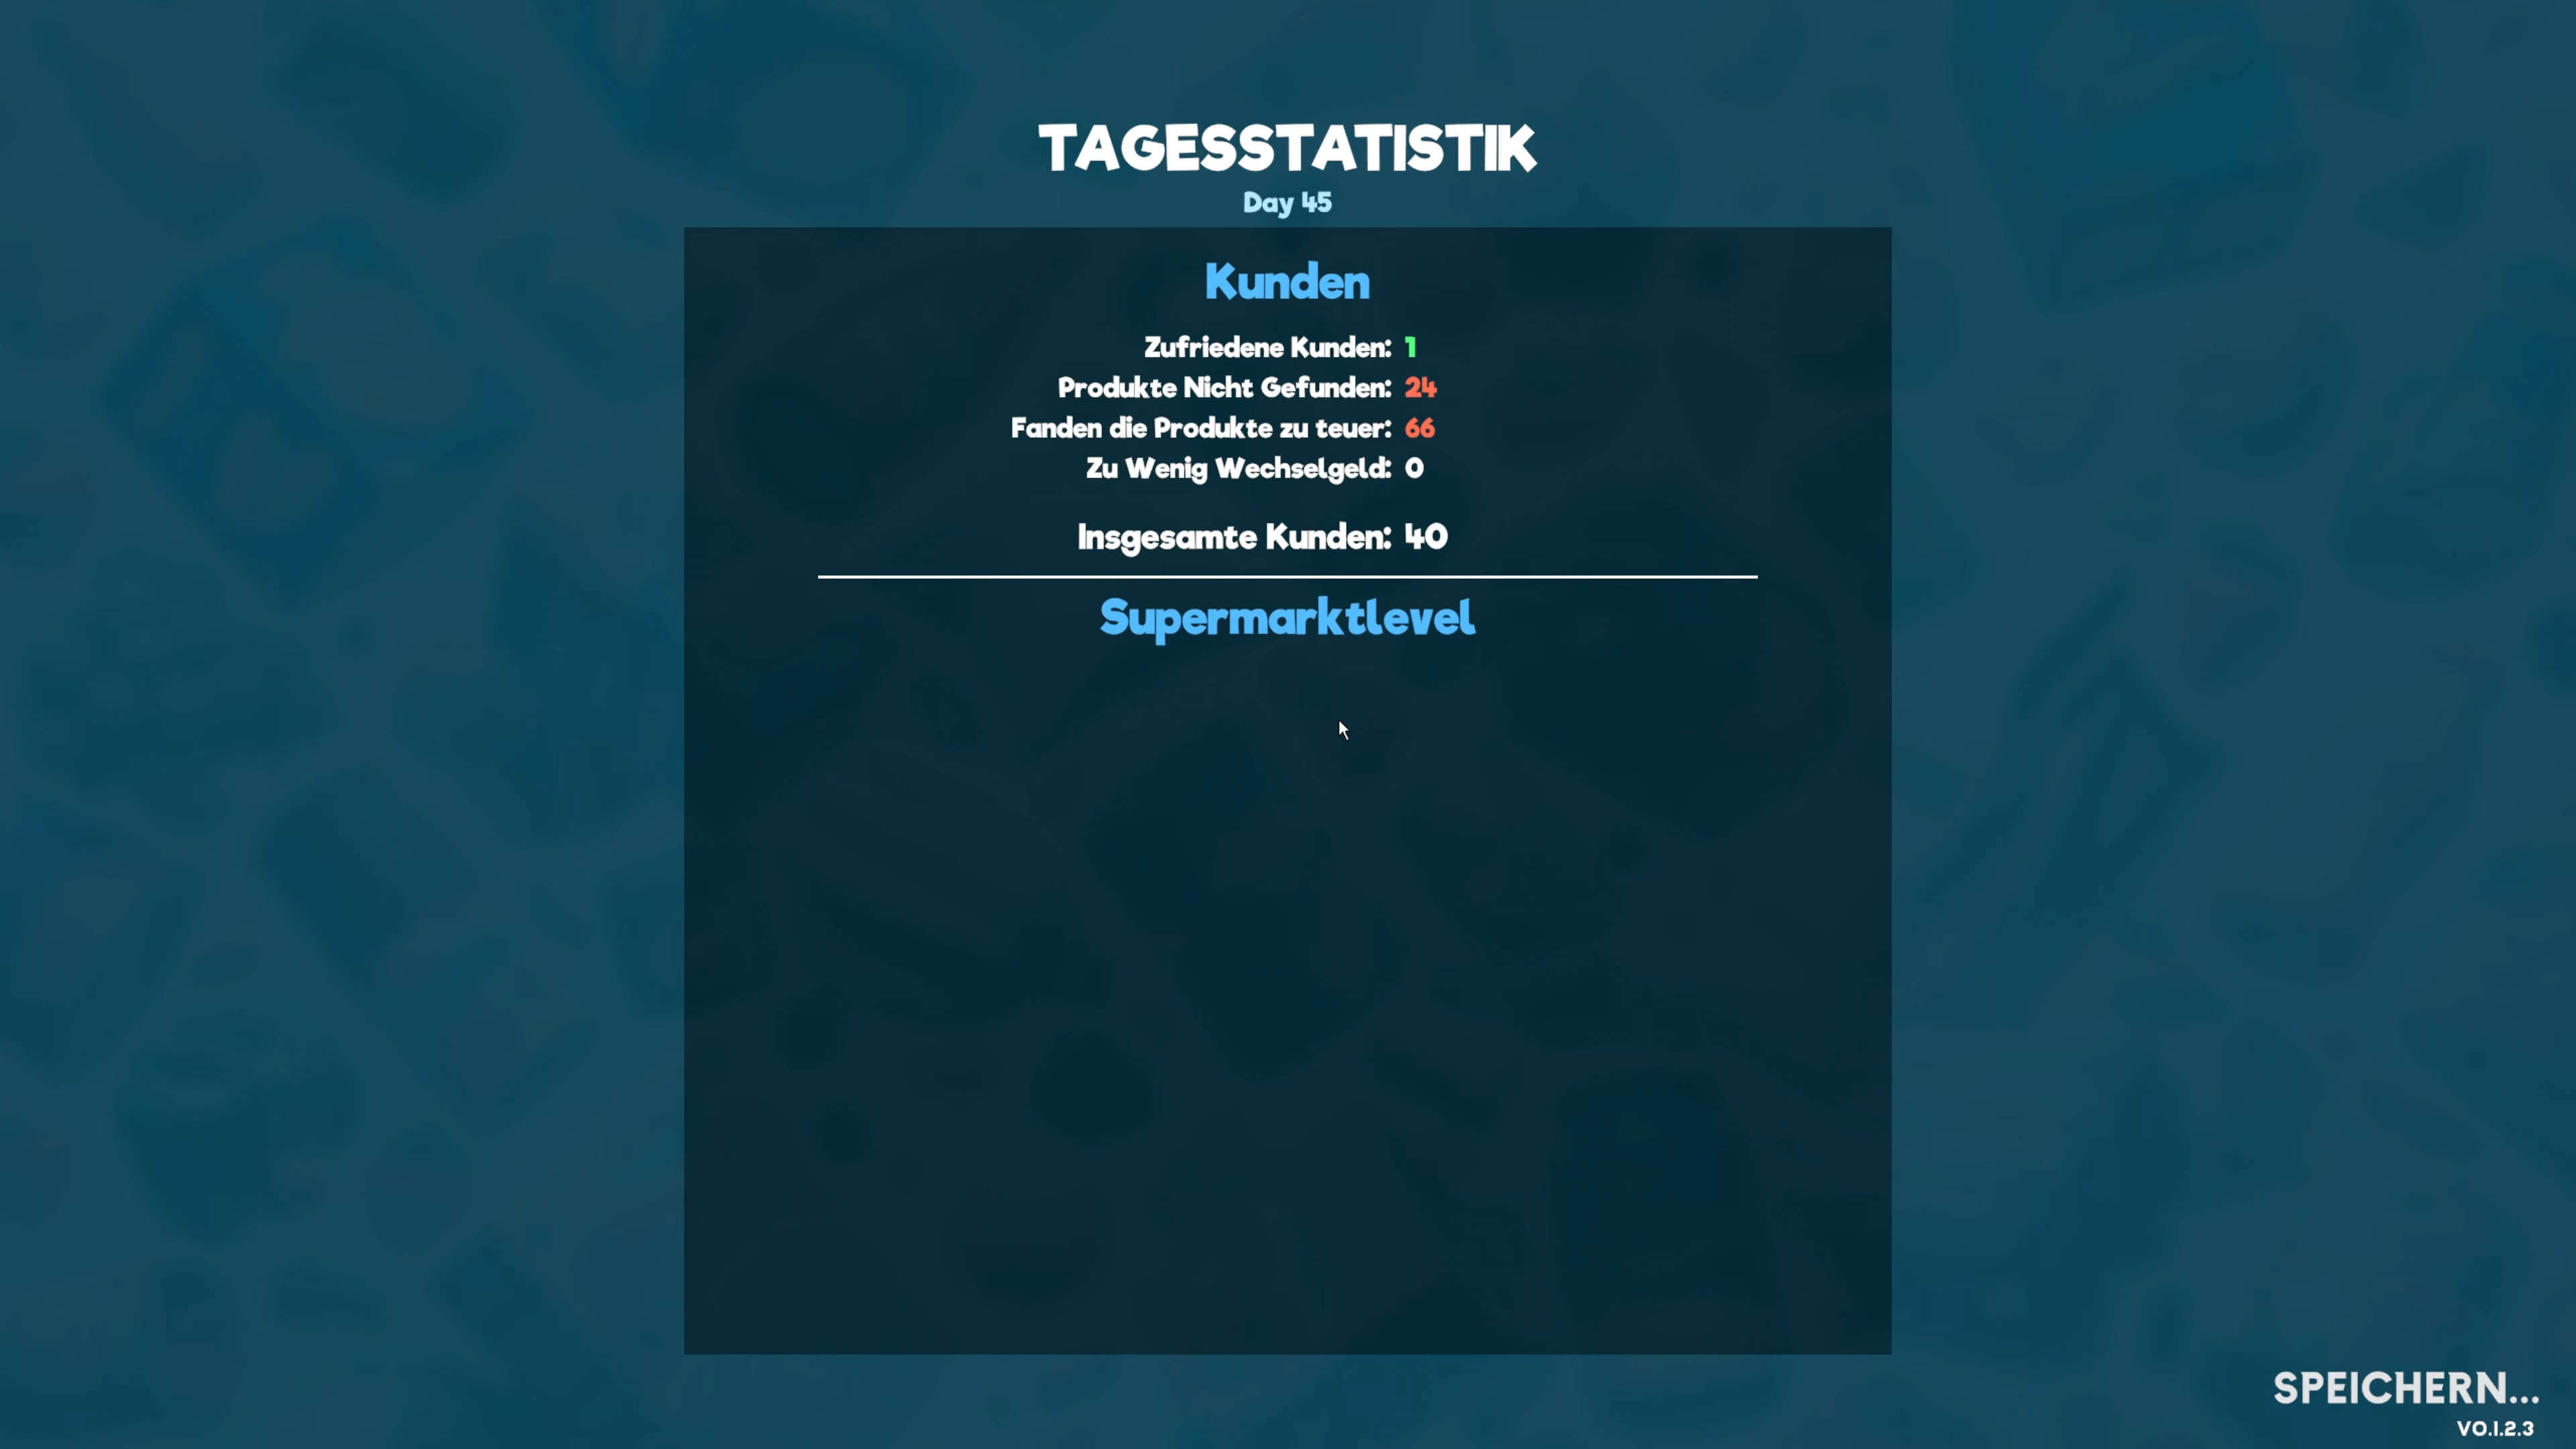 TAGESSTATISTIK
Day 45
Kunden
Zufriedene Kunden: 1
Produkte Nicht Gefunden: 24
Fanden die Produkte zu teuer: 66
Zu Wenig Wechselgeld: 0
Insgesamte Kunden: 40
Supermarktlevel
SPEICHERN...
V0.1.2.3